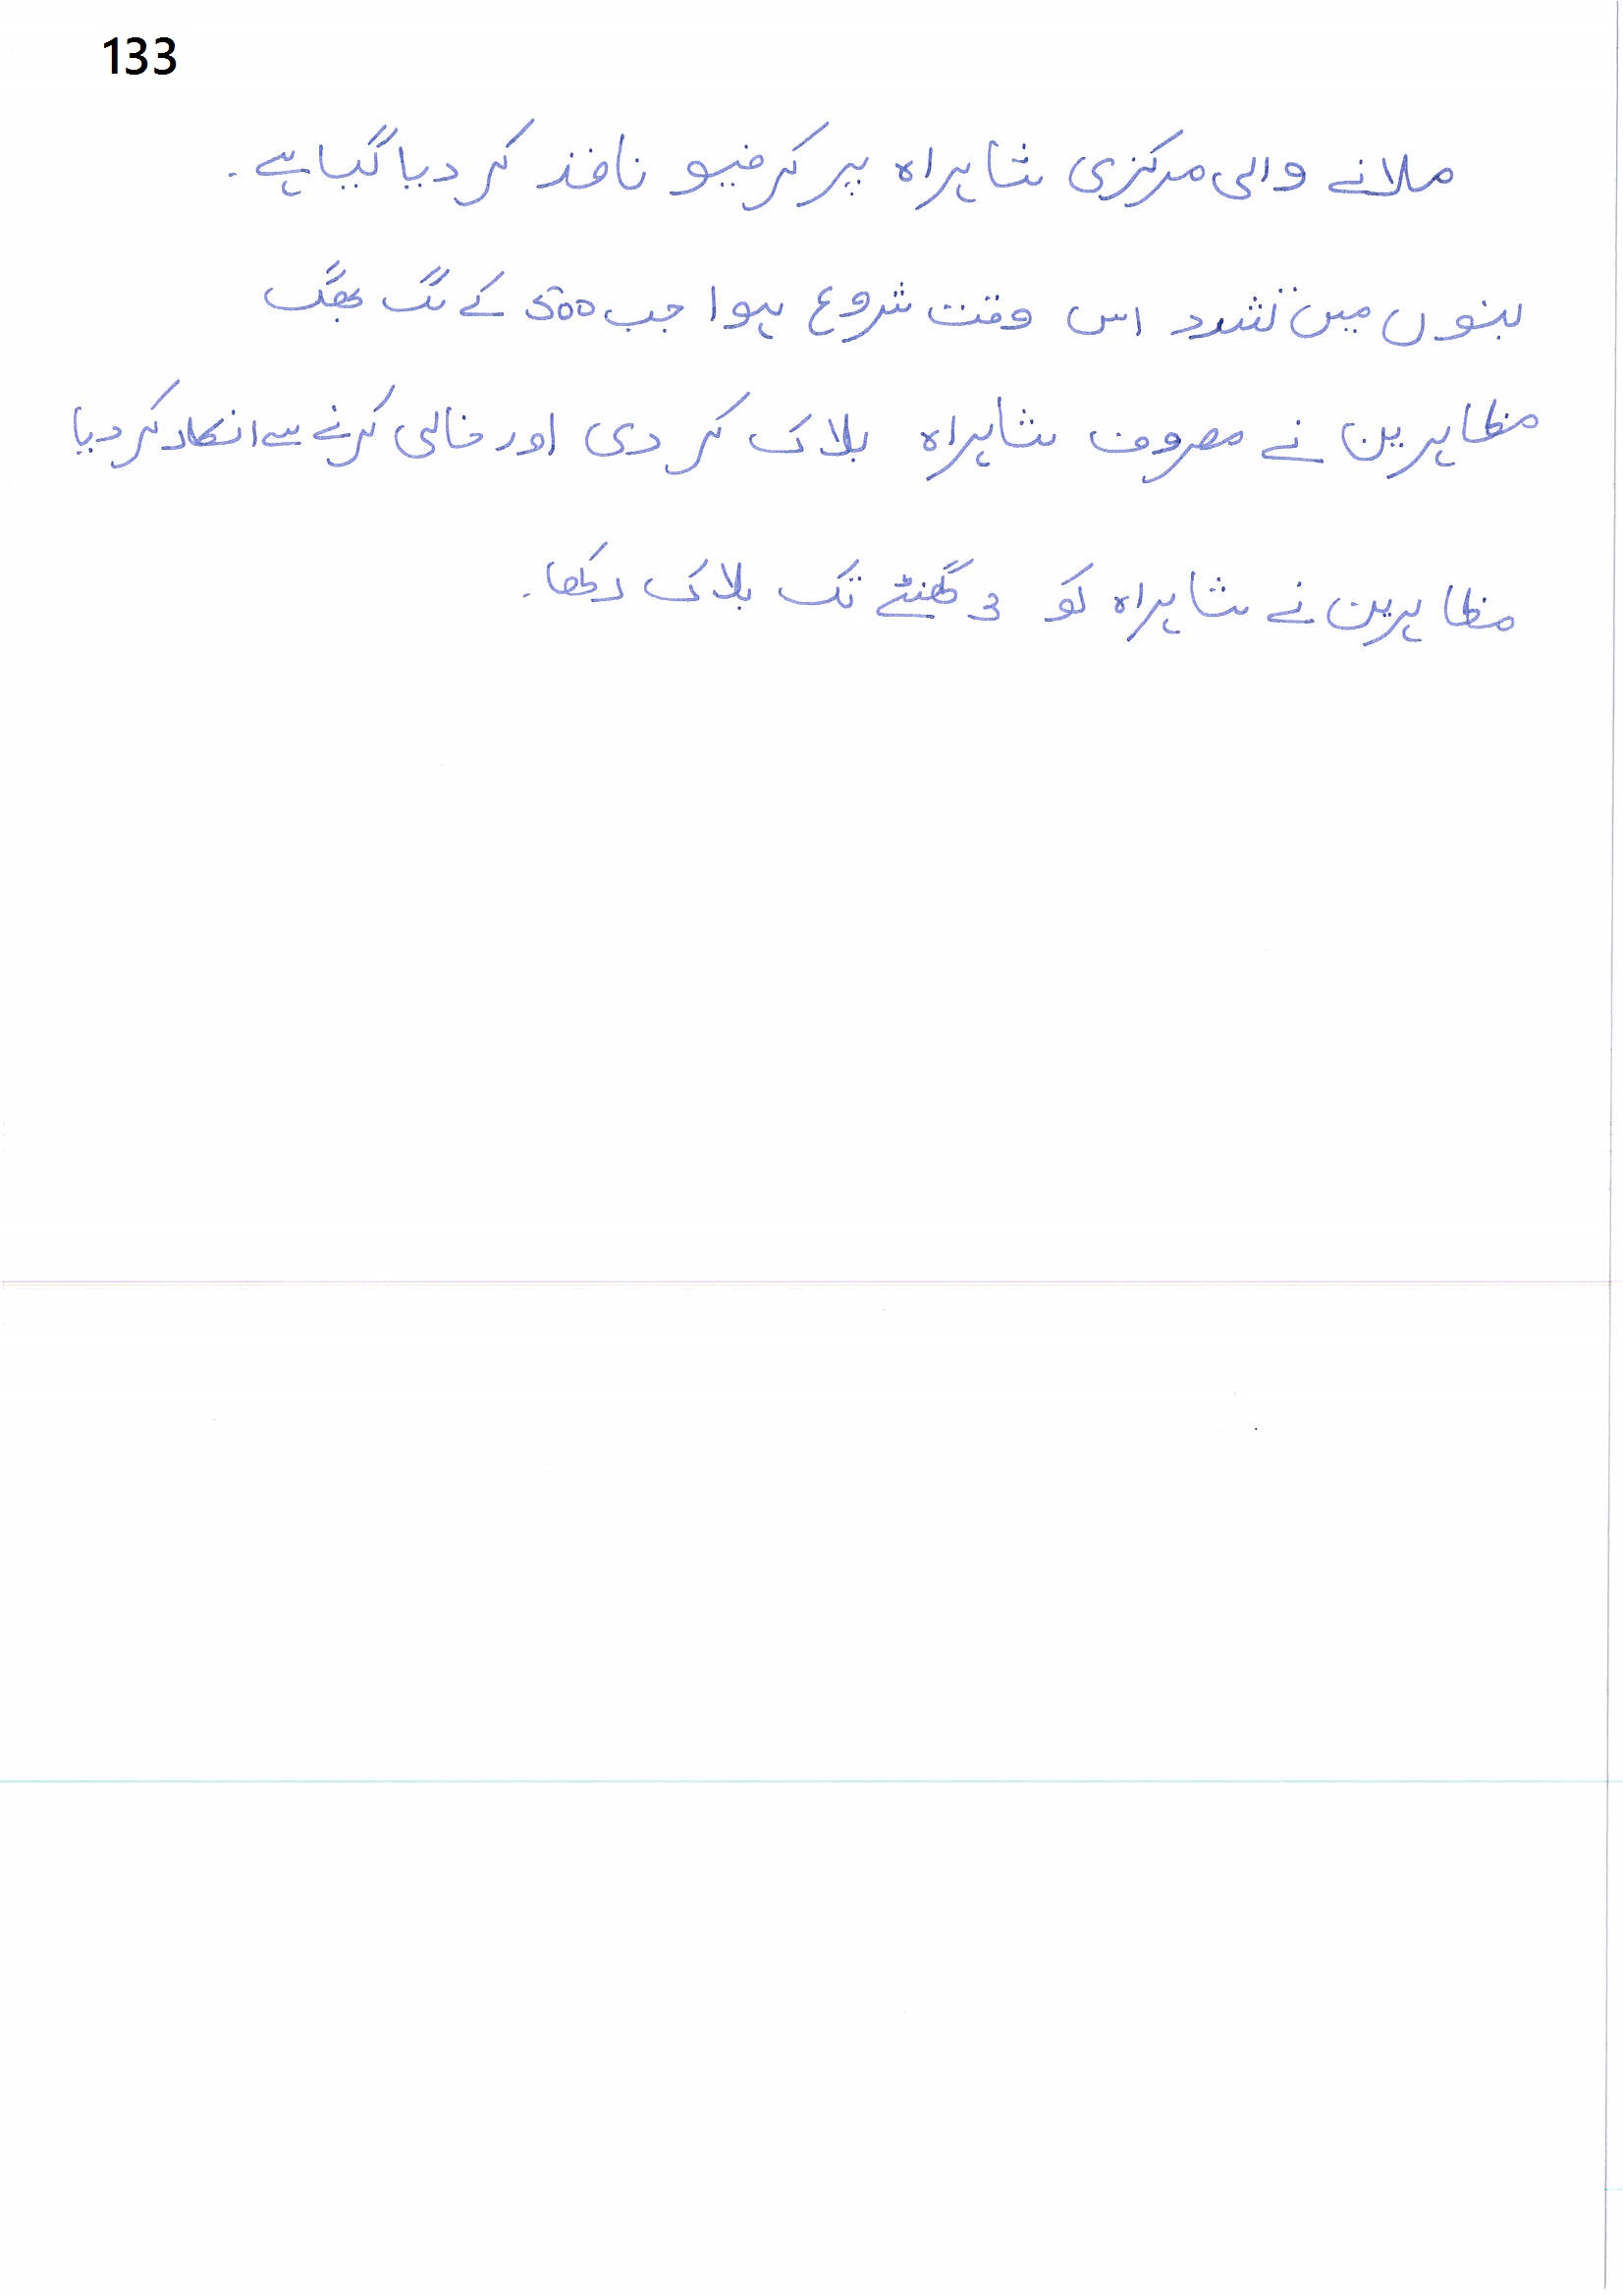 133
ملانے والی مرکزی شاہراہ پر کرفیو نافذ کر دیا گیا ہے۔
بنوں میں تشدد اس وقت شروع ہوا جب 500 کے لگ بھگ
مظاہرین نے مصروف شاہراہ بلاک کر دی اور خالی کرنے سے انکار کر دیا
مظاہرین نے شاہراہ کو 3 گھنٹے تک بلاک رکھا۔